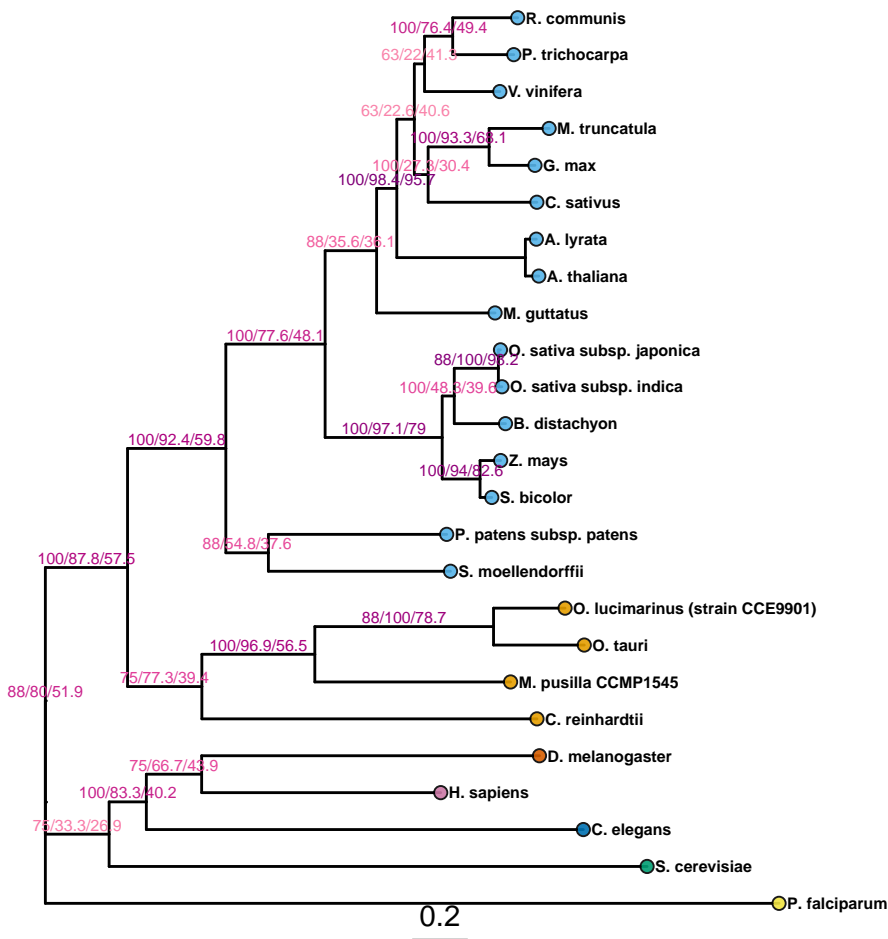 R. communis
100/76.4/49.4
63/22/41.3
P. trichocarpa
V. vinifera
63/22.6/40.6
M. truncatula
100/93.3/68.1
100/27.3/30.4
G. max
100/98.4/95.7
C. sativus
88/35.6/36.1
A. lyrata
A. thaliana
M. guttatus
100/77.6/48.1
O. sativa subsp. japonica
88/100/93.2
100/48.3/39.6
O. sativa subsp. indica
B. distachyon
100/97.1/79
Z. mays
100/94/82.6
S. bicolor
100/92.4/59.8
P. patens subsp. patens
88/54.8/37.6
S. moellendorffii
100/87.8/57.5
O. lucimarinus (strain CCE9901)
88/100/78.7
O. tauri
100/96.9/56.5
M. pusilla CCMP1545
75/77.3/39.4
88/80/51.9
C. reinhardtii
D. melanogaster
75/66.7/43.9
H. sapiens
100/83.3/40.2
C. elegans
75/33.3/26.9
S. cerevisiae
P. falciparum
0.2